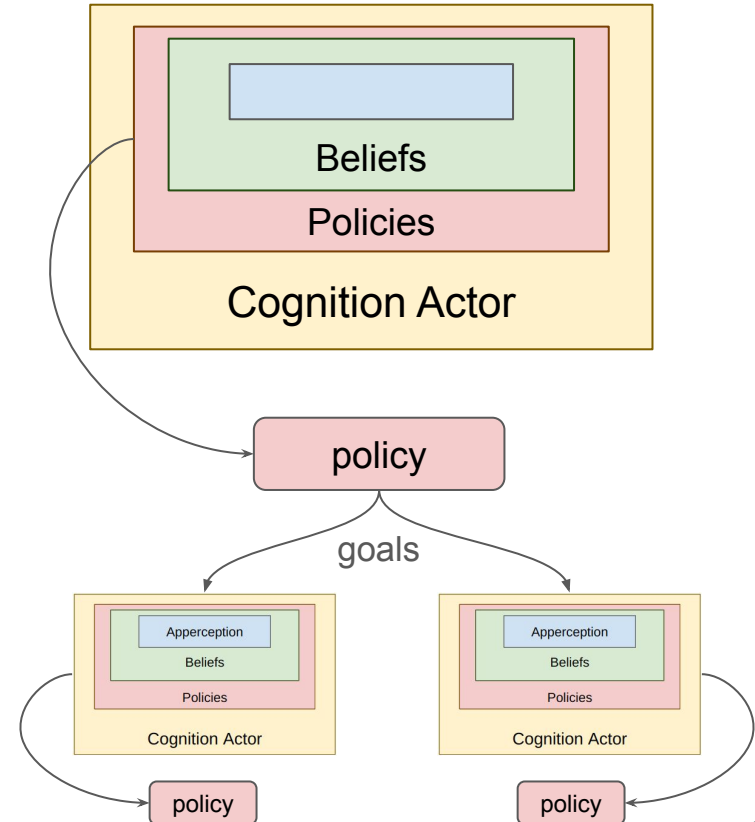 Beliefs
Policies
Cognition Actor
policy
goals
Apperception
Beliefs
Policies
Cognition Actor
policy
Apperception
Beliefs
Policies
Cognition Actor
policy